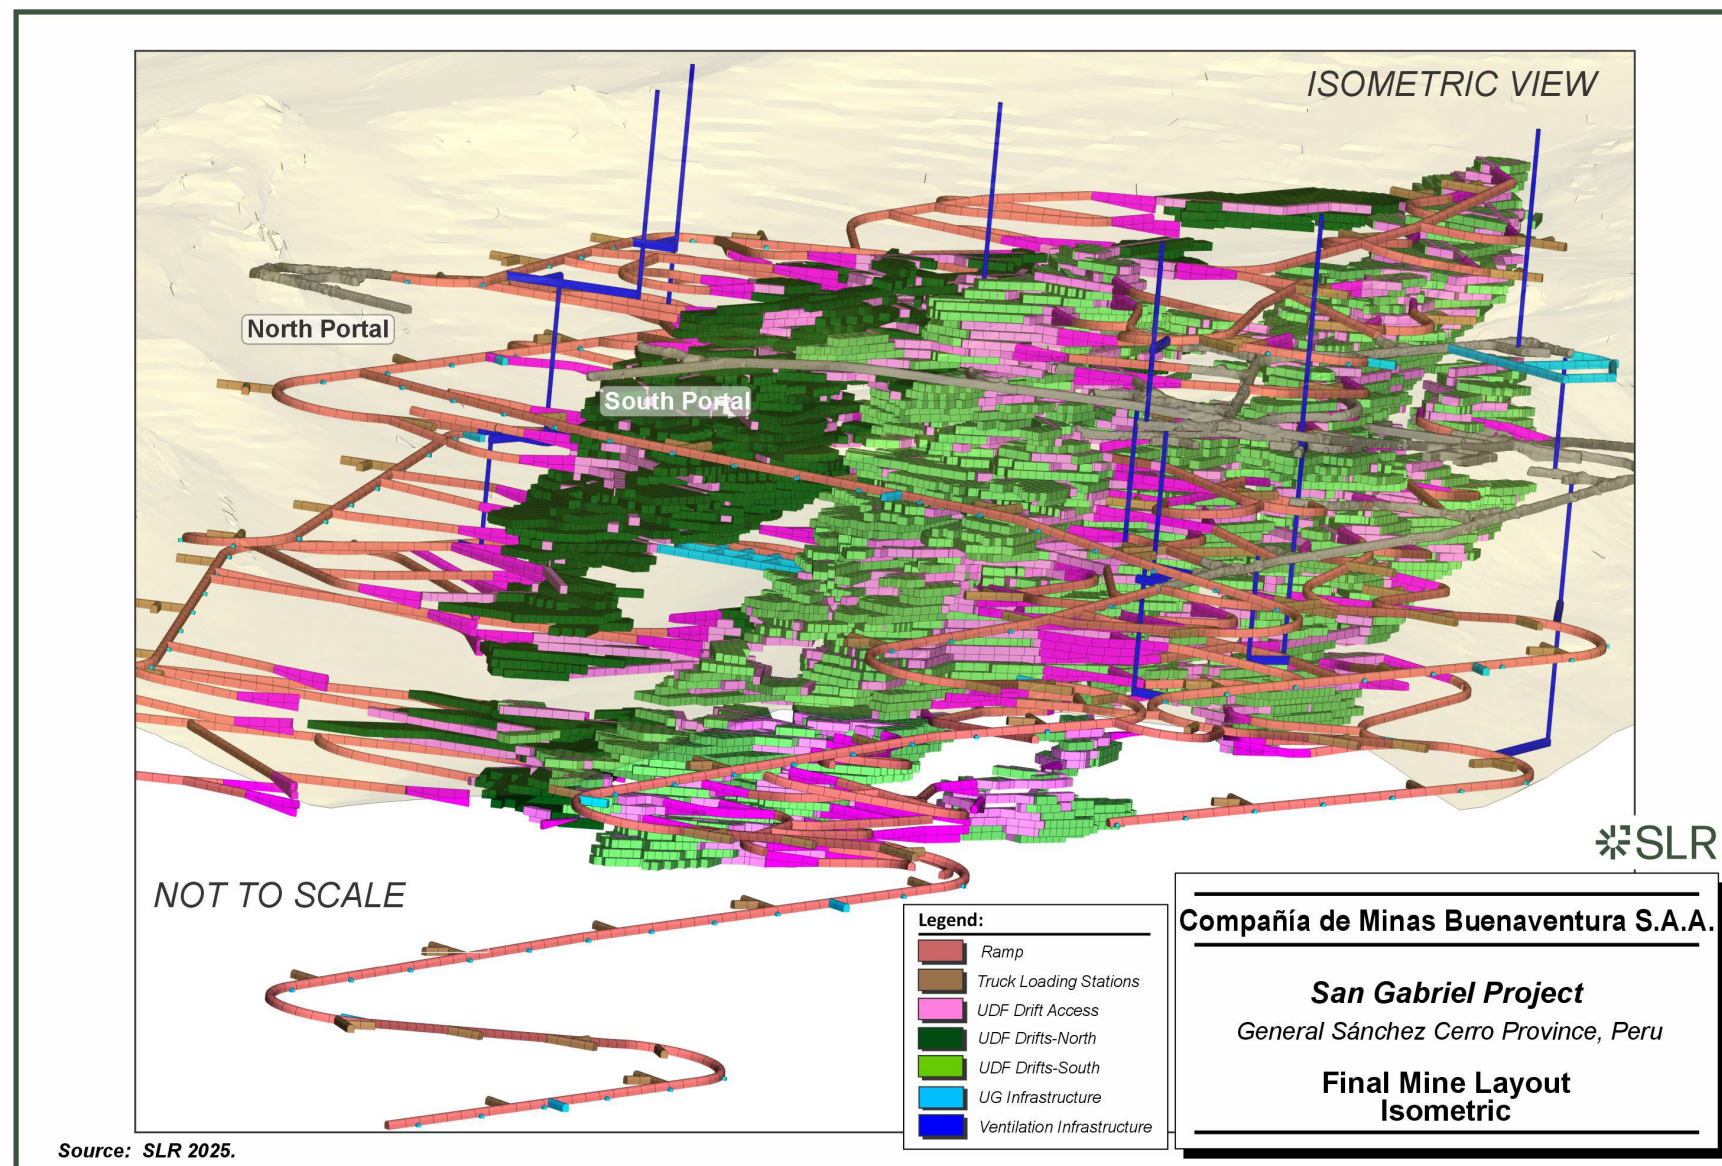 ISOMETRIC VIEW
North Portal
South Portal
NOT TO SCALE
SLR
Legend:
Ramp
Truck Loading Stations
UDF Drift Access
UDF Drifts-North
UDF Drifts-South
UG Infrastructure
Ventilation Infrastructure
Compañía de Minas Buenaventura S.A.A.
San Gabriel Project
General Sánchez Cerro Province, Peru
Final Mine Layout
Isometric
Source: SLR 2025.